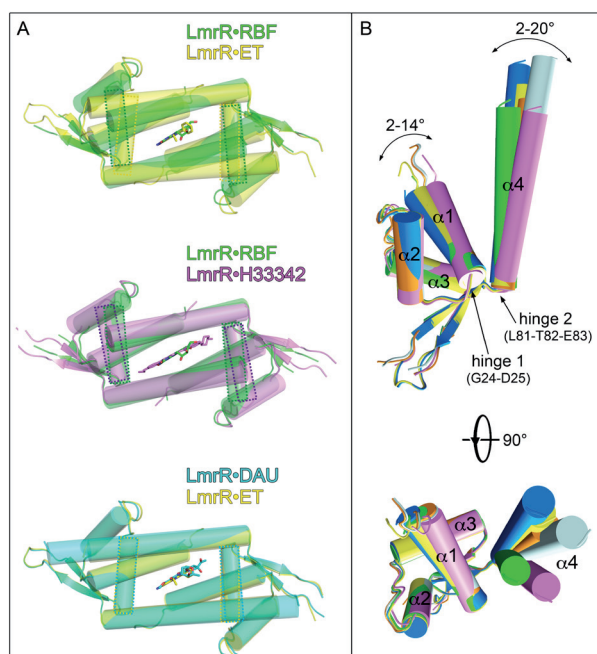 A
LmrR•RBF
LmrR•ET
LmrR•RBF
LmrR•H33342
LmrR•DAU
LmrR•ET
B
2-20°
2-14°
α4
α1
α2
α3
hinge 2
(L81-T82-E83)
hinge 1
(G24-D25)
90°
α3
α1
α4
α2